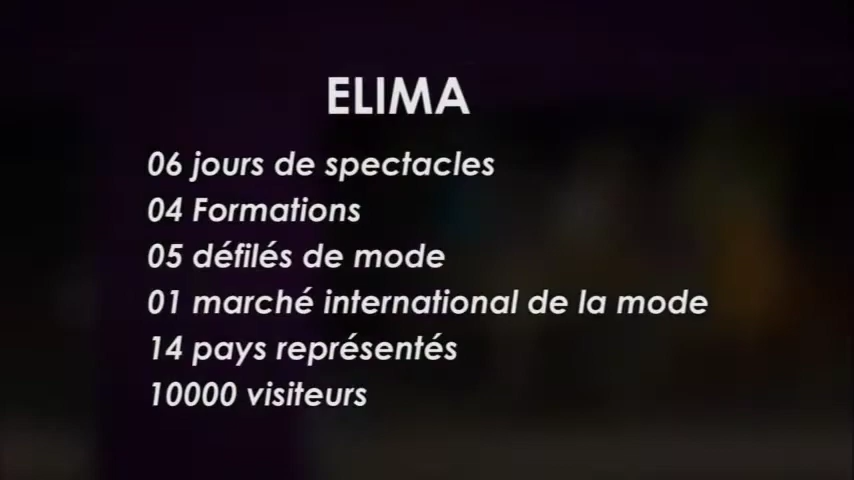 ELIMA
06 jours de spectacles
04 Formations
05 défilés de mode
01 marché international de la mode
14 pays représentés
10000 visiteurs